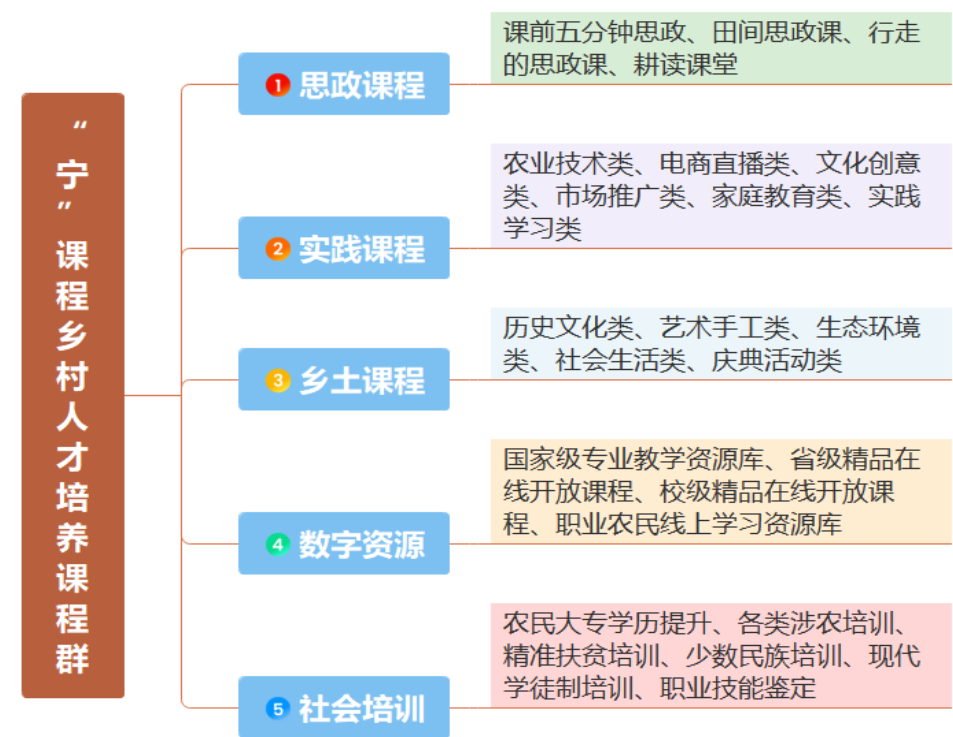 “宁”课程乡村人才培养课程群
1 思政课程
课前五分钟思政、田间思政课、行走
的思政课、耕读课堂
2 实践课程
农业技术类、电商直播类、文化创意
类、市场推广类、家庭教育类、实践
学习类
3 乡土课程
历史文化类、艺术手工类、生态环境
类、社会生活类、庆典活动类
4 数字资源
国家级专业教学资源库、省级精品在
线开放课程、校级精品在线开放课
程、职业农民线上学习资源库
5 社会培训
农民大专学历提升、各类涉农培训、
精准扶贫培训、少数民族培训、现代
学徒制培训、职业技能鉴定